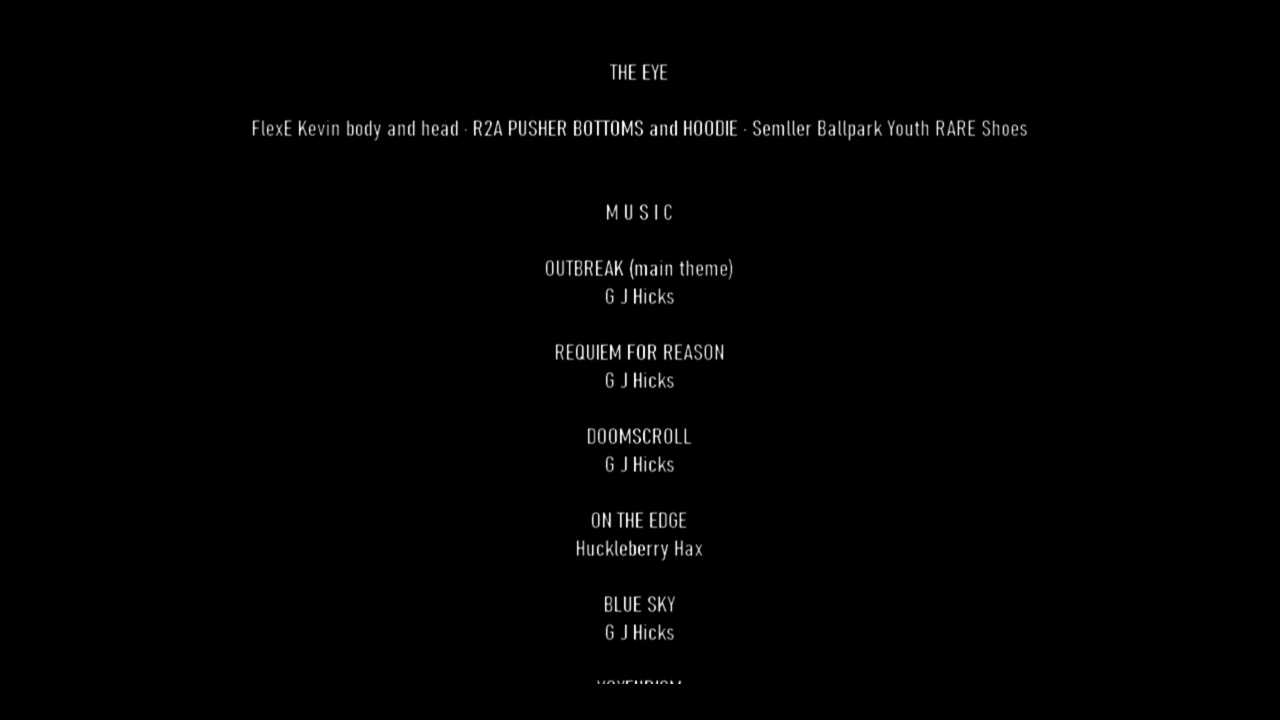 THE EYE
FlexE Kevin body and head · R2A PUSHER BOTTOMS and HOODIE · Semller Ballpark Youth RARE Shoes
M U S I C
OUTBREAK (main theme)
G J Hicks
REQUIEM FOR REASON
G J Hicks
DOOMSCROLL
G J Hicks
ON THE EDGE
Huckleberry Hax
BLUE SKY
G J Hicks